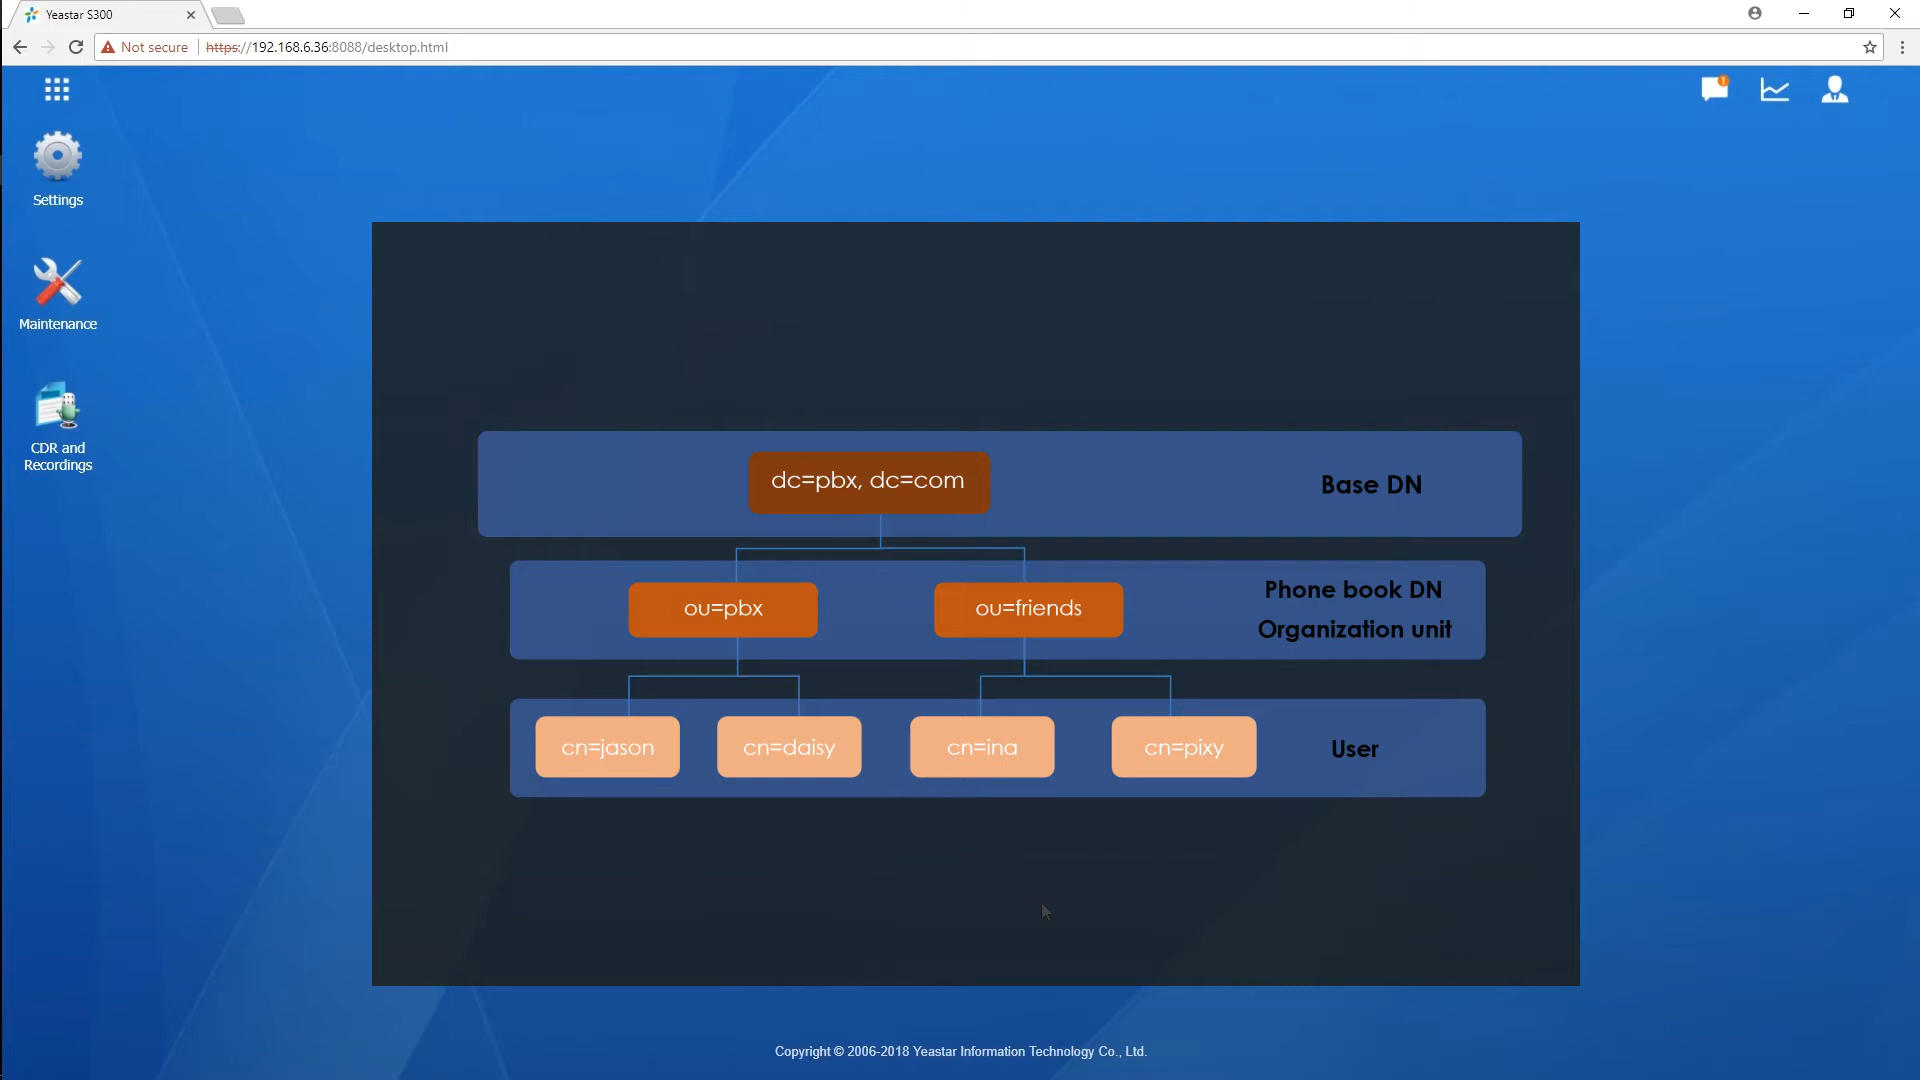 Yeastar S300
Not secure https://192.168.6.36:8088/desktop.html
Settings
Maintenance
CDR and
Recordings
dc=pbx, dc=com
Base DN
ou=pbx
ou=friends
Phone book DN
Organization unit
cn=jason
cn=daisy
cn=ina
cn=pixy
User
Copyright © 2006-2018 Yeastar Information Technology Co., Ltd.